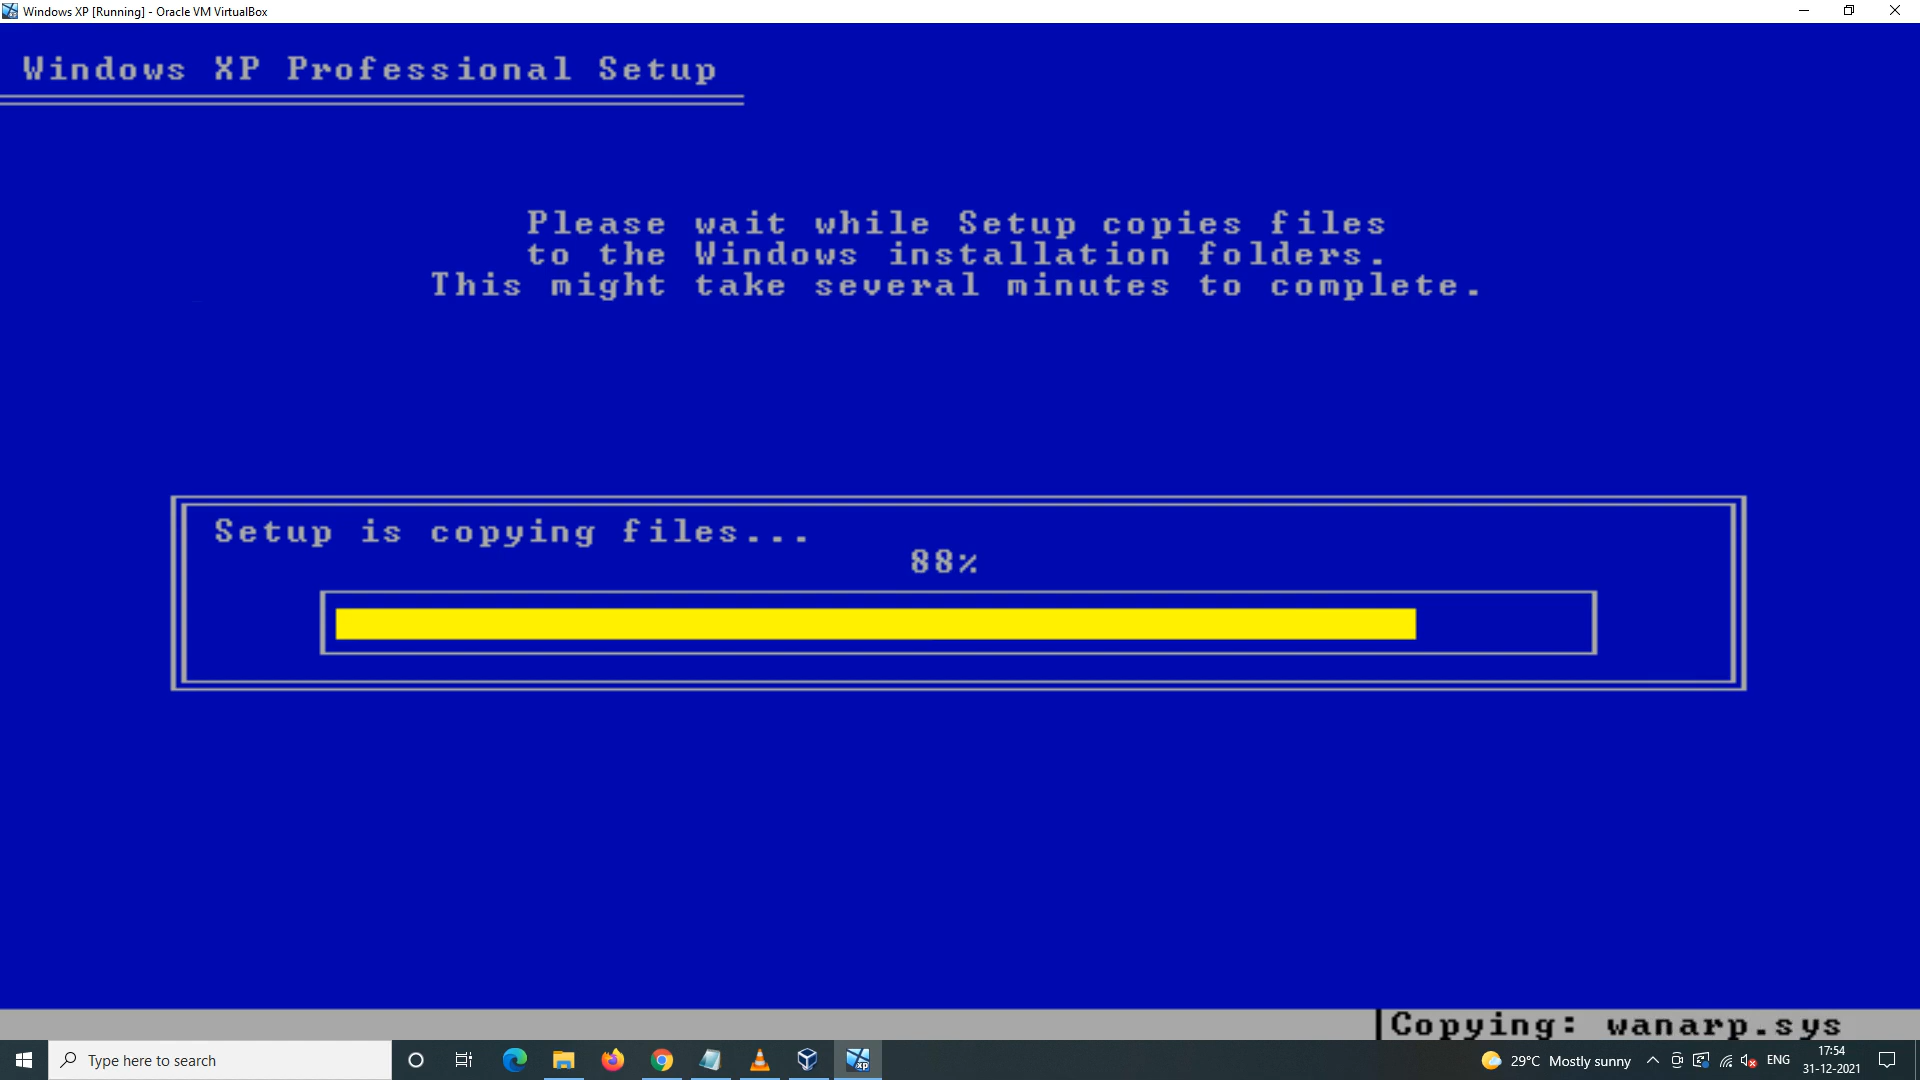 Windows XP [Running] - Oracle VM VirtualBox
Windows XP Professional Setup
Please wait while Setup copies files
to the Windows installation folders.
This might take several minutes to complete.
Setup is copying files...
88%
Copying: wanarp.sys
Type here to search
xp
29°C Mostly sunny
ENG
17:54
31-12-2021